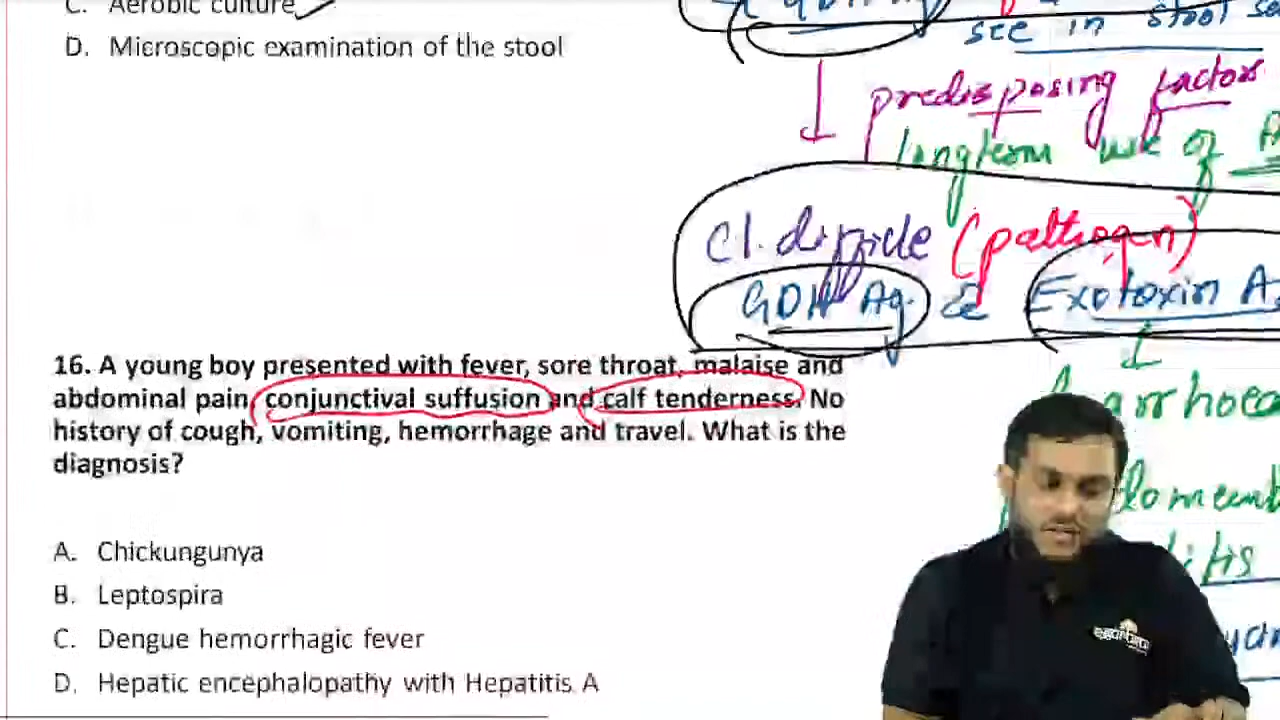 C. Aerobic culture
D. Microscopic examination of the stool
see in stool
predisposing factor
longterm use of
Cl. difficle (pathogen)
GDH Ag. & Exotoxin A
16. A young boy presented with fever, sore throat, malaise and
abdominal pain, conjunctival suffusion and calf tenderness. No
history of cough, vomiting, hemorrhage and travel. What is the
diagnosis?
A. Chickungunya
B. Leptospira
C. Dengue hemorrhagic fever
D. Hepatic encephalopathy with Hepatitis A